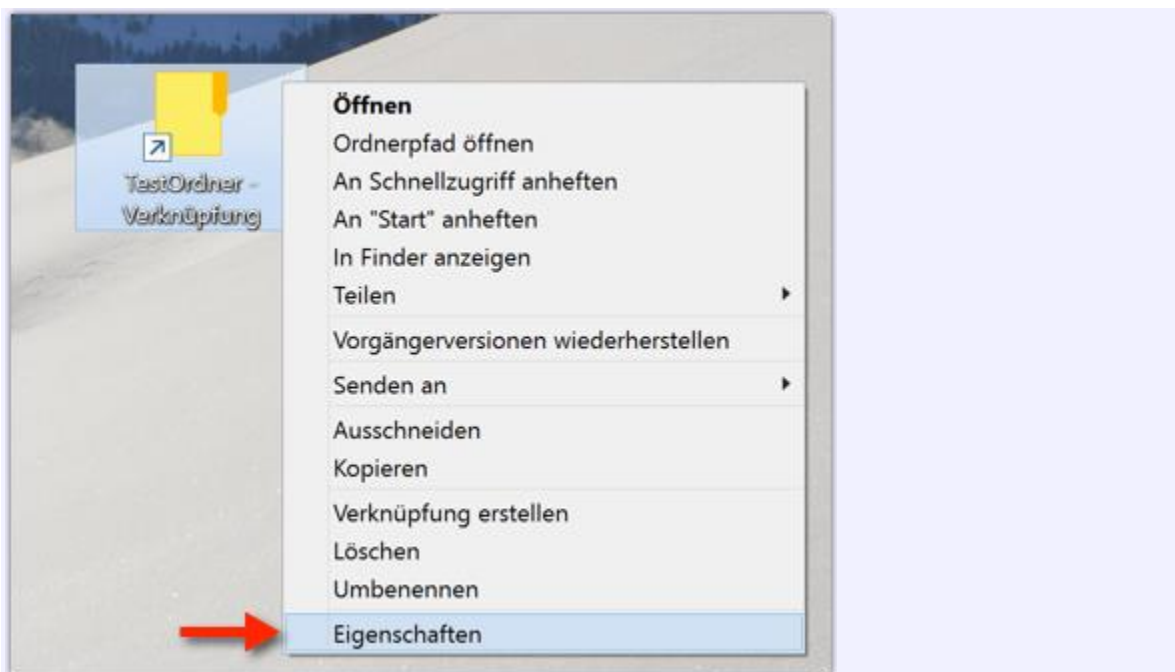 TestOrdner -
Verknüpfung
Öffnen
Ordnerpfad öffnen
An Schnellzugriff anheften
An "Start" anheften
In Finder anzeigen
Teilen
Vorgängerversionen wiederherstellen
Senden an
Ausschneiden
Kopieren
Verknüpfung erstellen
Löschen
Umbenennen
Eigenschaften